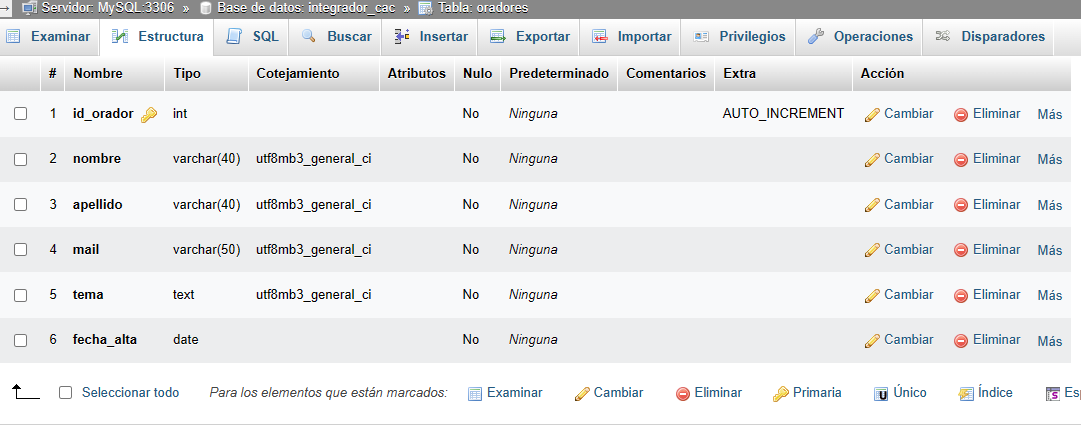 Servidor: MySQL:3306 » Base de datos: integrador_cac » Tabla: oradores
Examinar Estructura SQL Buscar Insertar Exportar Importar Privilegios Operaciones Disparadores
# Nombre Tipo Cotejamiento Atributos Nulo Predeterminado Comentarios Extra Acción
1 id_orador int No Ninguna AUTO_INCREMENT Cambiar Eliminar Más
2 nombre varchar(40) utf8mb3_general_ci No Ninguna Cambiar Eliminar Más
3 apellido varchar(40) utf8mb3_general_ci No Ninguna Cambiar Eliminar Más
4 mail varchar(50) utf8mb3_general_ci No Ninguna Cambiar Eliminar Más
5 tema text utf8mb3_general_ci No Ninguna Cambiar Eliminar Más
6 fecha_alta date No Ninguna Cambiar Eliminar Más
Seleccionar todo Para los elementos que están marcados: Examinar Cambiar Eliminar Primaria Único Índice